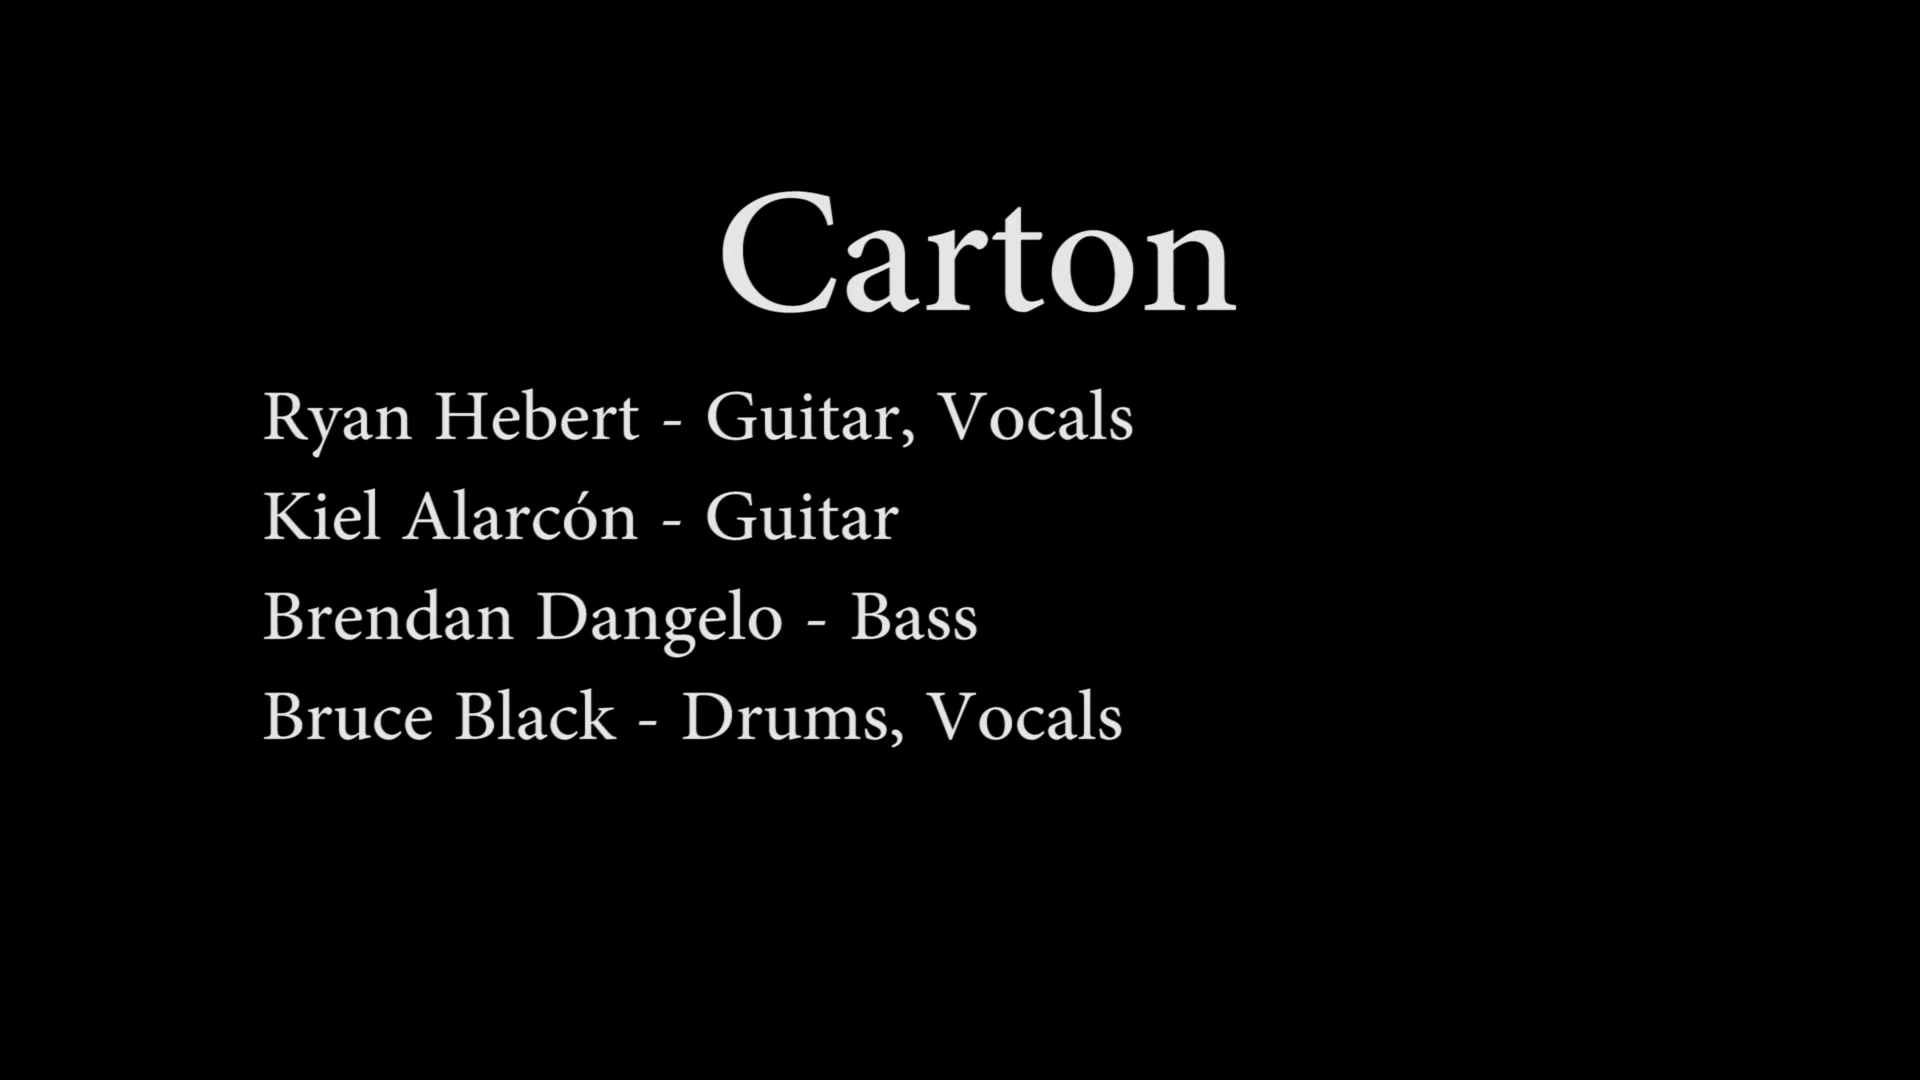 Carton
Ryan Hebert - Guitar, Vocals
Kiel Alarcón - Guitar
Brendan Dangelo - Bass
Bruce Black - Drums, Vocals